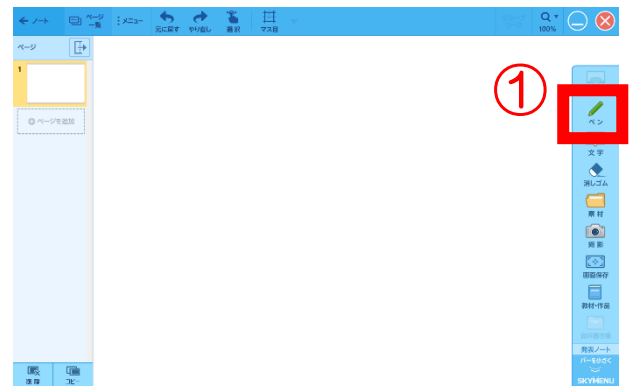 ← ノート
ページ
一覧
メニュー
元に戻す
やり直し
選択
マス目
100%
ページ
1
ページを追加
①
ペン
文字
消しゴム
素材
撮影
画面保存
教材・作品
発表ノート
バーを小さく
SKYMENU
削除
コピー